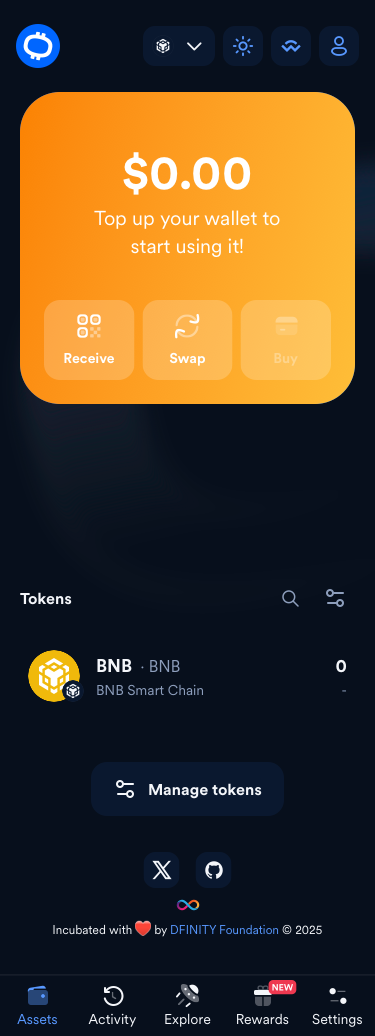 $0.00
Top up your wallet to
start using it!
Receive Swap Buy
Tokens
BNB · BNB 0
BNB Smart Chain -
Manage tokens
Incubated with ❤️ by DFINITY Foundation © 2025
NEW
Assets Activity Explore Rewards Settings